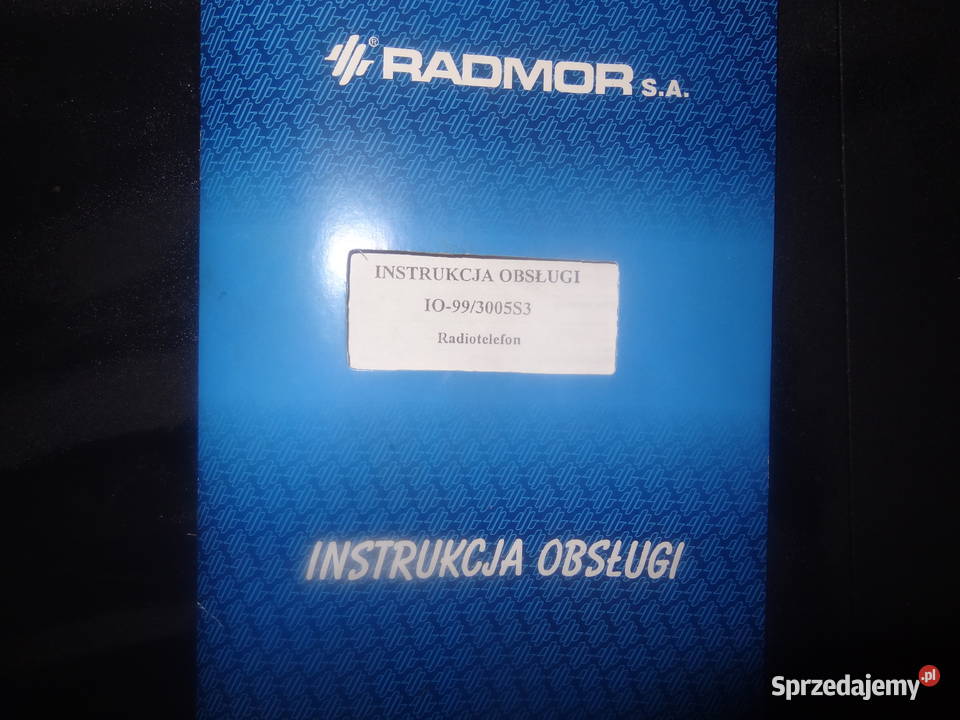 ® RADMOR S.A.
INSTRUKCJA OBSŁUGI
IO-99/3005S3
Radiotelefon
INSTRUKCJA OBSŁUGI
Sprzedajemy.pl